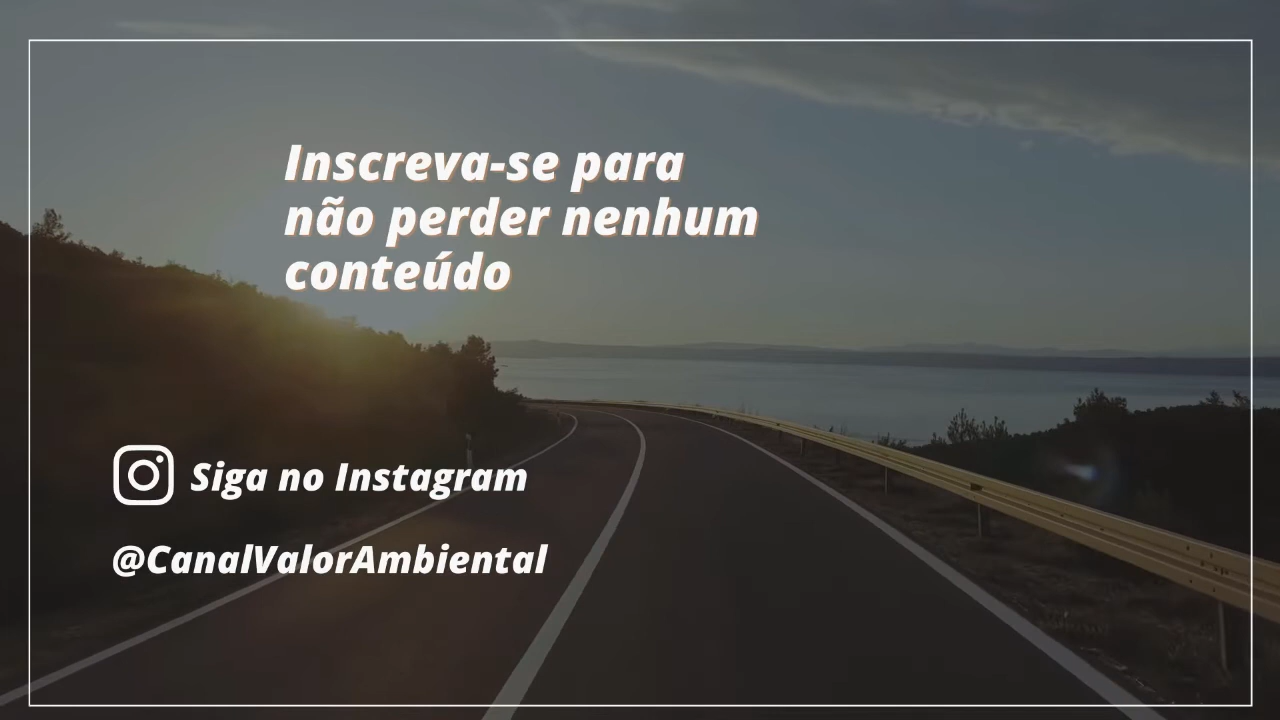 Inscreva-se para
não perder nenhum
conteúdo
Siga no Instagram
@CanalValorAmbiental